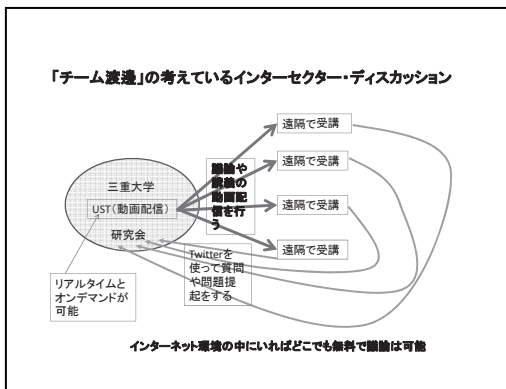 「チーム渡邊」の考えているインターセクター・ディスカッション
遠隔で受講
遠隔で受講
遠隔で受講
遠隔で受講
三重大学
UST(動画配信)
研究会
議論や
講義の
動画配
信を行
う
Twitterを
使って質問
や問題提
起をする
リアルタイムと
オンデマンドが
可能
インターネット環境の中にいればどこでも無料で議論は可能